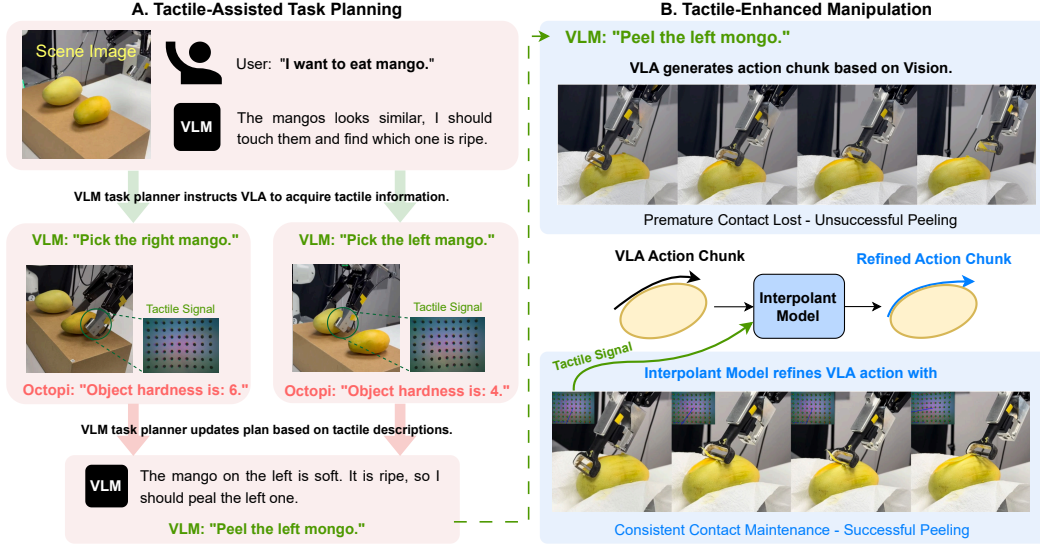 A. Tactile-Assisted Task Planning
Scene Image
User: "I want to eat mango."
VLM
The mangos looks similar, I should
touch them and find which one is ripe.
VLM task planner instructs VLA to acquire tactile information.
VLM: "Pick the right mango."
Tactile Signal
Octopi: "Object hardness is: 6."
VLM: "Pick the left mango."
Tactile Signal
Octopi: "Object hardness is: 4."
VLM task planner updates plan based on tactile descriptions.
VLM
The mango on the left is soft. It is ripe, so I
should peal the left one.
VLM: "Peel the left mongo."
B. Tactile-Enhanced Manipulation
VLM: "Peel the left mongo."
VLA generates action chunk based on Vision.
Premature Contact Lost - Unsuccessful Peeling
VLA Action Chunk
Interpolant
Model
Refined Action Chunk
Tactile Signal
Interpolant Model refines VLA action with
Consistent Contact Maintenance - Successful Peeling